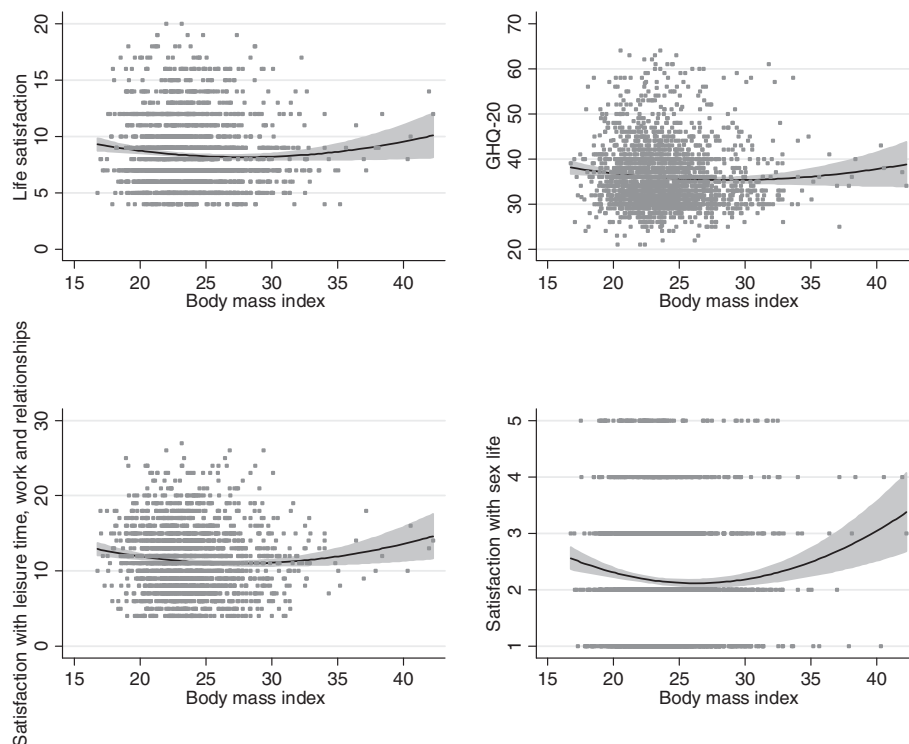 Life satisfaction
20
15
10
5
0
15 20 25 30 35 40
Body mass index
GHQ-20
60
50
40
30
20
15 20 25 30 35 40
Body mass index
Satisfaction with leisure time, work and relationships
30
20
10
0
15 20 25 30 35 40
Body mass index
Satisfaction with sex life
5
4
3
2
1
15 20 25 30 35 40
Body mass index